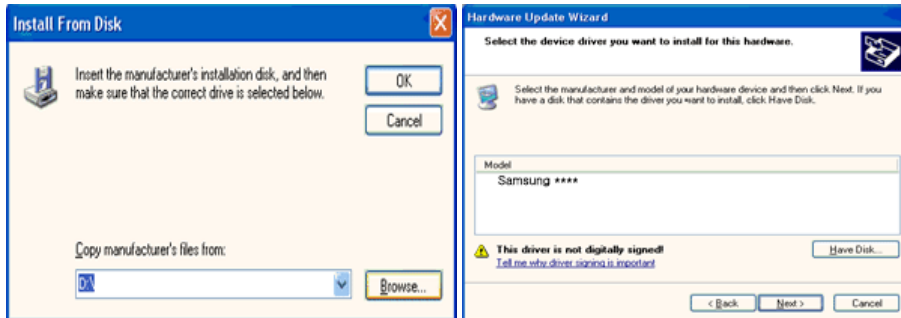 Install From Disk
Insert the manufacturer's installation disk, and then
make sure that the correct drive is selected below.
OK
Cancel
Copy manufacturer's files from:
D:\
Browse...
Hardware Update Wizard
Select the device driver you want to install for this hardware.
Select the manufacturer and model of your hardware device and then click Next. If you
have a disk that contains the driver you want to install, click Have Disk.
Model
Samsung ****
This driver is not digitally signed!
Tell me why driver signing is important
Have Disk...
< Back
Next >
Cancel